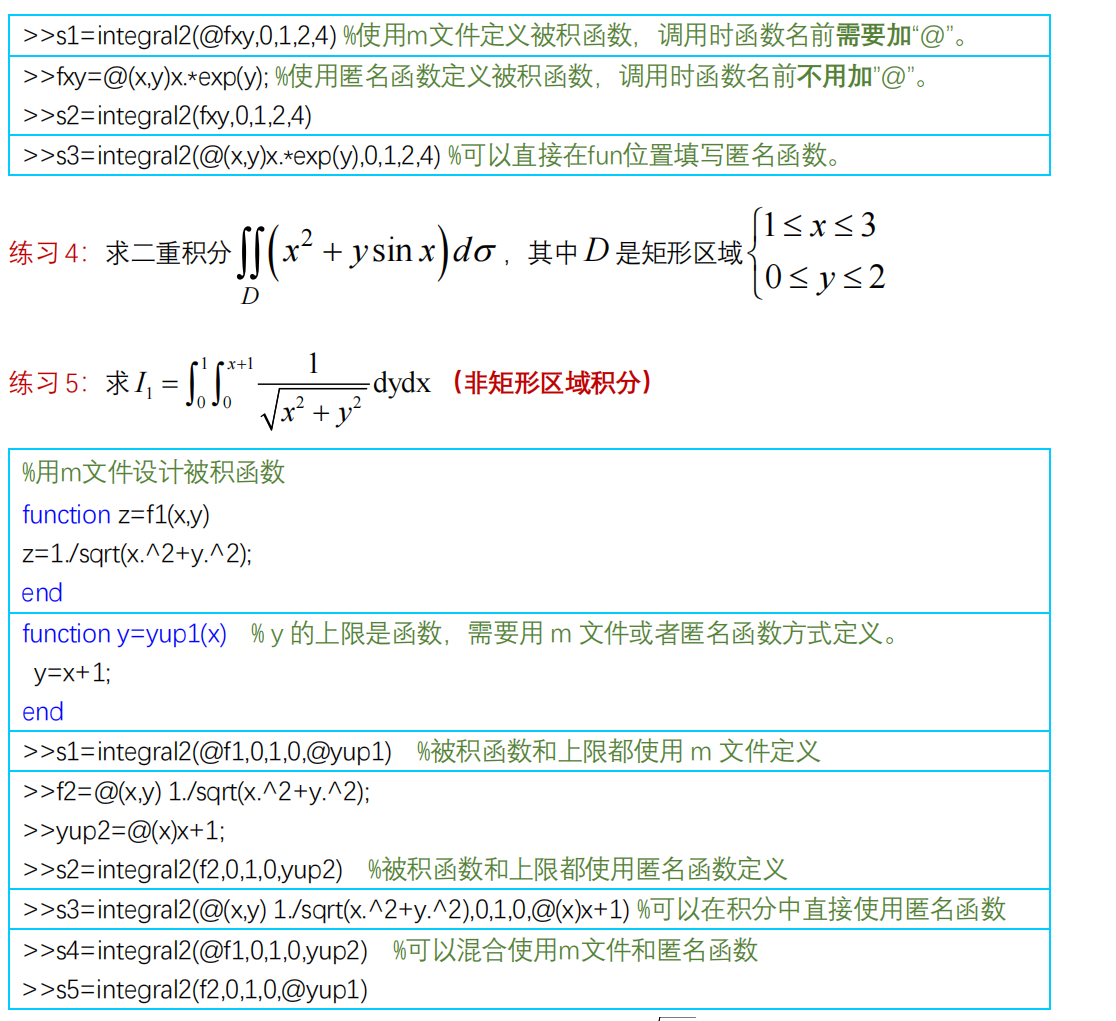 >>s1=integral2(@fxy,0,1,2,4) %使用m文件定义被积函数，调用时函数名前需要加“@”。
>>fxy=@(x,y)x.*exp(y); %使用匿名函数定义被积函数，调用时函数名前不用加”@”。
>>s2=integral2(fxy,0,1,2,4)
>>s3=integral2(@(x,y)x.*exp(y),0,1,2,4) %可以直接在fun位置填写匿名函数。
练习 4：求二重积分 ∬_D (x² + y sin x) dσ ，其中 D 是矩形区域 { 1 ≤ x ≤ 3
0 ≤ y ≤ 2
练习 5：求 I₁ = ∫₀¹ ∫₀^{x+1} 1/√(x² + y²) dydx （非矩形区域积分）
%用m文件设计被积函数
function z=f1(x,y)
z=1./sqrt(x.^2+y.^2);
end
function y=yup1(x) % y 的上限是函数，需要用 m 文件或者匿名函数方式定义。
y=x+1;
end
>>s1=integral2(@f1,0,1,0,@yup1) %被积函数和上限都使用 m 文件定义
>>f2=@(x,y) 1./sqrt(x.^2+y.^2);
>>yup2=@(x)x+1;
>>s2=integral2(f2,0,1,0,yup2) %被积函数和上限都使用匿名函数定义
>>s3=integral2(@(x,y) 1./sqrt(x.^2+y.^2),0,1,0,@(x)x+1) %可以在积分中直接使用匿名函数
>>s4=integral2(@f1,0,1,0,yup2) %可以混合使用m文件和匿名函数
>>s5=integral2(f2,0,1,0,@yup1)